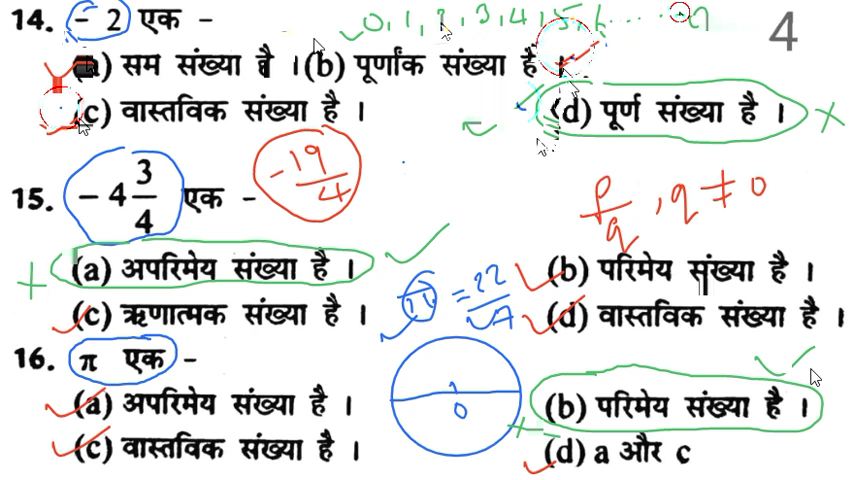 14. - 2 एक - 0, 1, 2, 3, 4, 5, 6 ....... 4
(a) सम संख्या है । (b) पूर्णांक संख्या है ।
(c) वास्तविक संख्या है । (d) पूर्ण संख्या है ।
15. - 4 3/4 एक - -19/4 p/q, q ≠ 0
(a) अपरिमेय संख्या है । (b) परिमेय संख्या है ।
(c) ऋणात्मक संख्या है । π = 22/7 (d) वास्तविक संख्या है ।
16. π एक -
(a) अपरिमेय संख्या है । (b) परिमेय संख्या है ।
(c) वास्तविक संख्या है । 0 (d) a और c